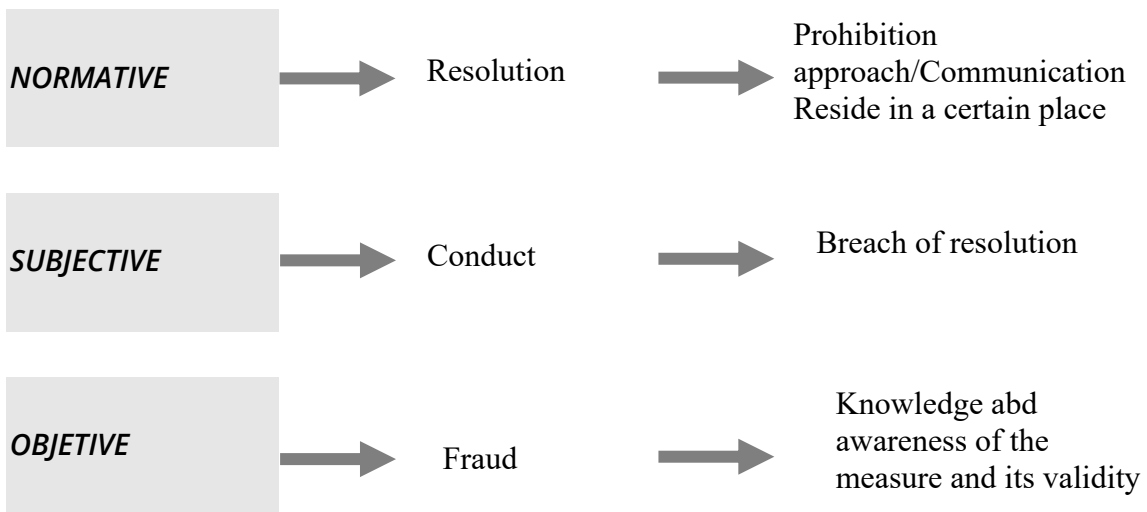 NORMATIVE
Resolution
Prohibition
approach/Communication
Reside in a certain place
SUBJECTIVE
Conduct
Breach of resolution
OBJETIVE
Fraud
Knowledge abd
awareness of the
measure and its validity